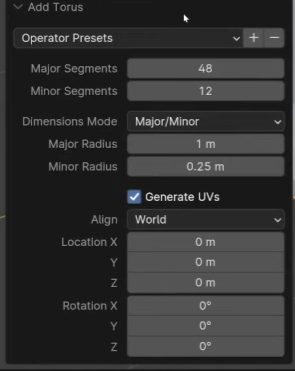 Add Torus
Operator Presets
Major Segments 48
Minor Segments 12
Dimensions Mode Major/Minor
Major Radius 1 m
Minor Radius 0.25 m
Generate UVs
Align World
Location X 0 m
Y 0 m
Z 0 m
Rotation X 0°
Y 0°
Z 0°